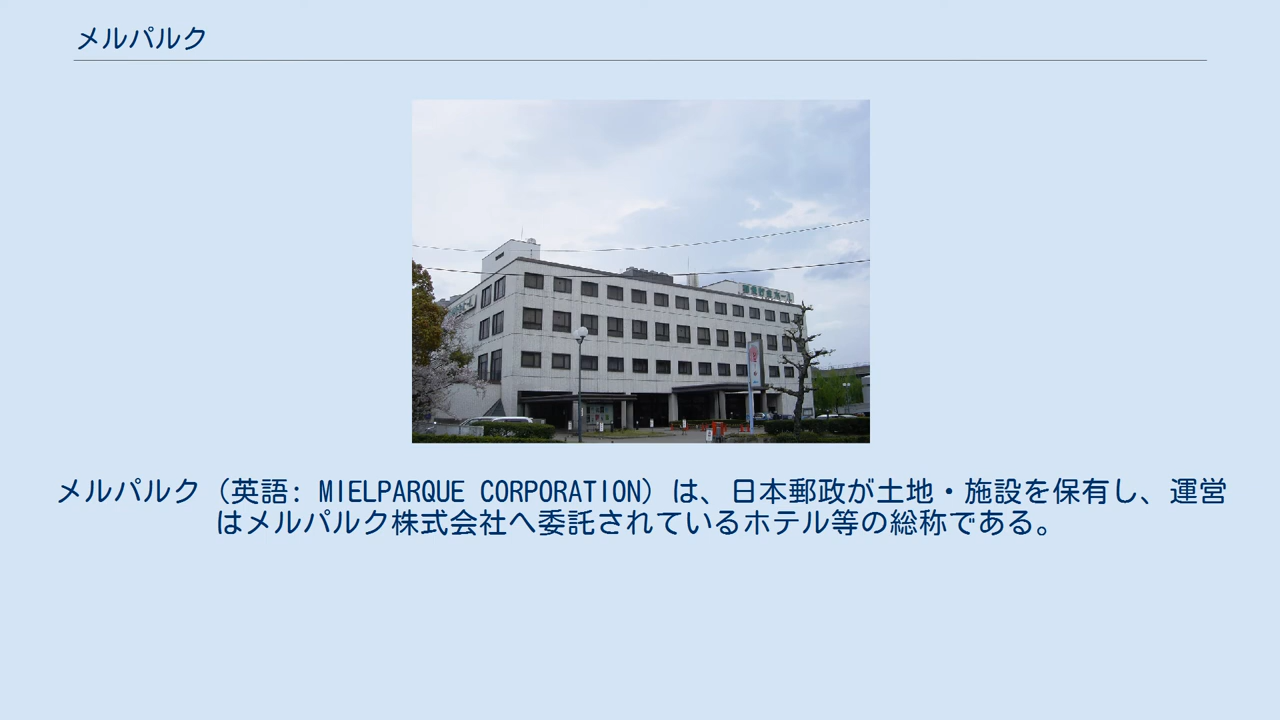 メルパルク
メルパルク（英語: MIELPARQUE CORPORATION）は、日本郵政が土地・施設を保有し、運営
はメルパルク株式会社へ委託されているホテル等の総称である。